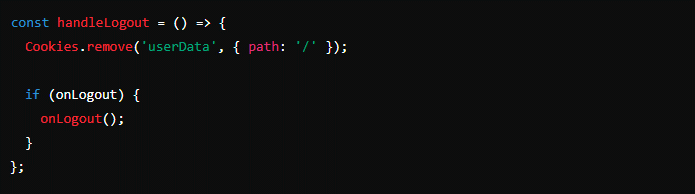 const handleLogout = () => {
  Cookies.remove('userData', { path: '/' });

  if (onLogout) {
    onLogout();
  }
};